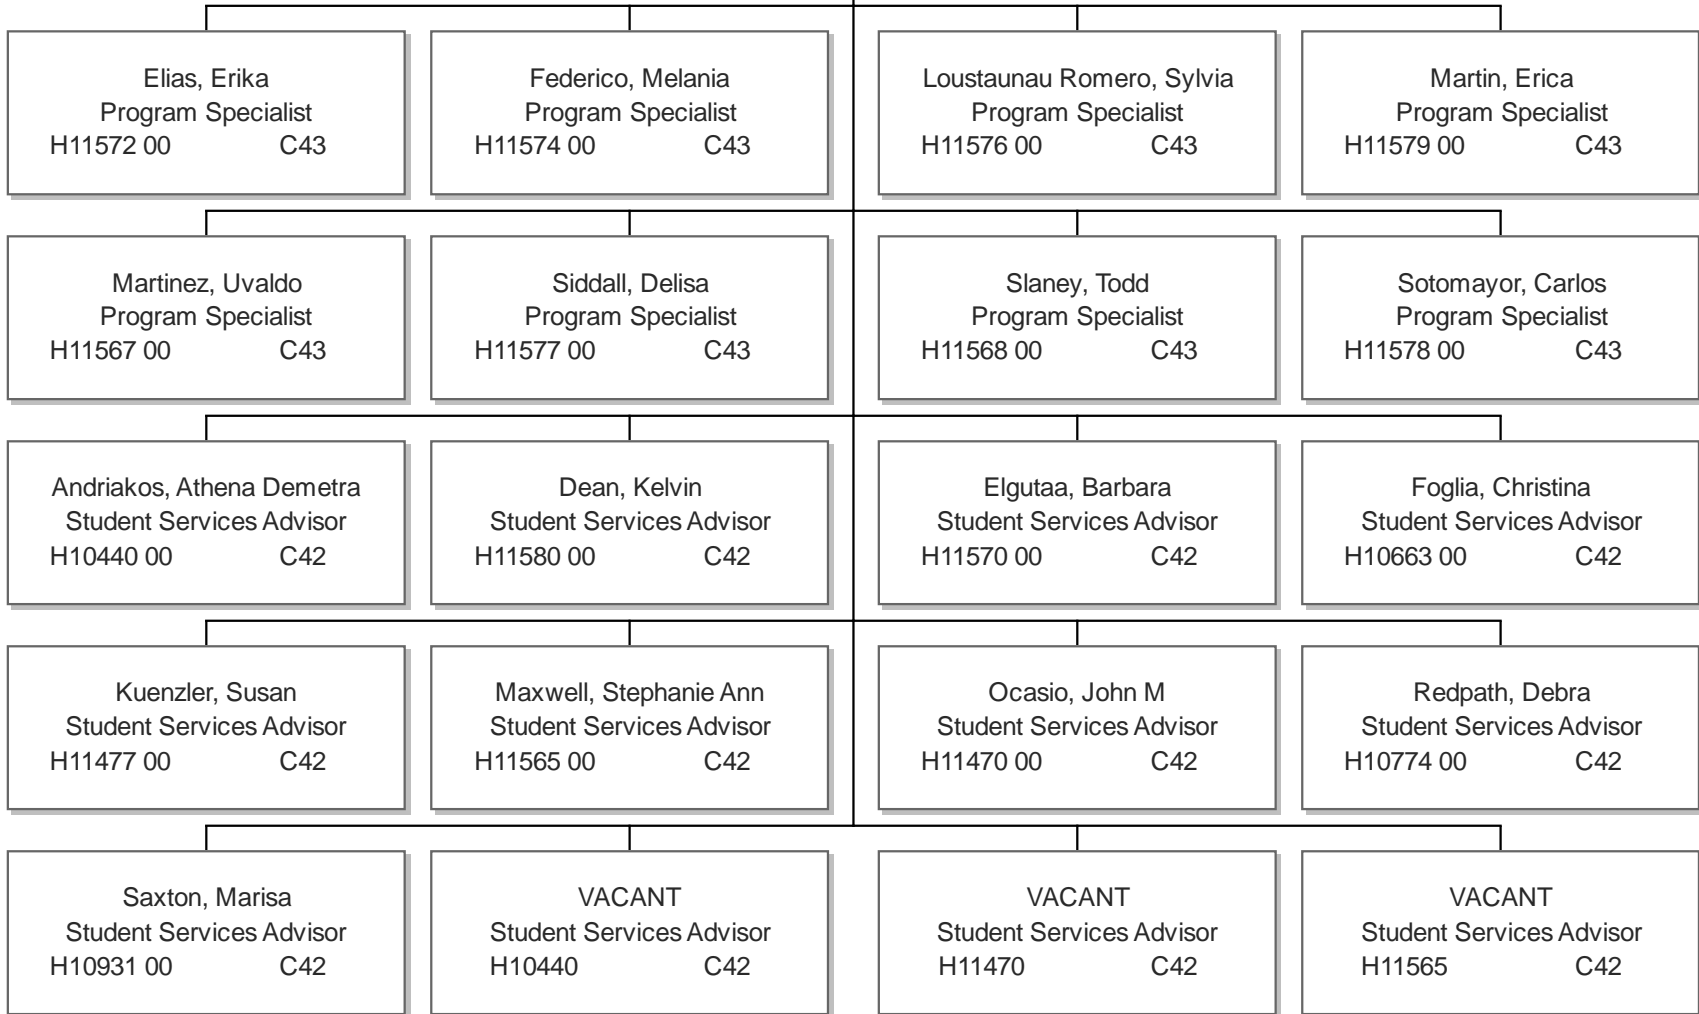 Elias, Erika
Program Specialist
H11572 00 C43
Federico, Melania
Program Specialist
H11574 00 C43
Loustaunau Romero, Sylvia
Program Specialist
H11576 00 C43
Martin, Erica
Program Specialist
H11579 00 C43
Martinez, Uvaldo
Program Specialist
H11567 00 C43
Siddall, Delisa
Program Specialist
H11577 00 C43
Slaney, Todd
Program Specialist
H11568 00 C43
Sotomayor, Carlos
Program Specialist
H11578 00 C43
Andriakos, Athena Demetra
Student Services Advisor
H10440 00 C42
Dean, Kelvin
Student Services Advisor
H11580 00 C42
Elgutaa, Barbara
Student Services Advisor
H11570 00 C42
Foglia, Christina
Student Services Advisor
H10663 00 C42
Kuenzler, Susan
Student Services Advisor
H11477 00 C42
Maxwell, Stephanie Ann
Student Services Advisor
H11565 00 C42
Ocasio, John M
Student Services Advisor
H11470 00 C42
Redpath, Debra
Student Services Advisor
H10774 00 C42
Saxton, Marisa
Student Services Advisor
H10931 00 C42
VACANT
Student Services Advisor
H10440 C42
VACANT
Student Services Advisor
H11470 C42
VACANT
Student Services Advisor
H11565 C42